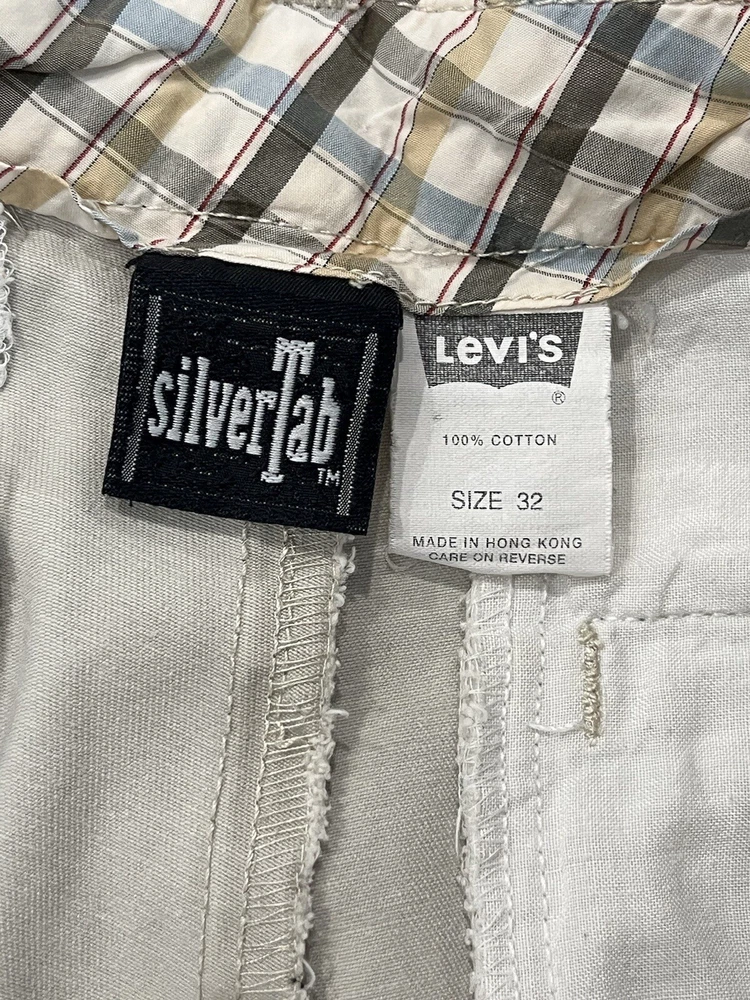 silverTab
TM
LEVI'S
®
100% COTTON
SIZE 32
MADE IN HONG KONG
CARE ON REVERSE